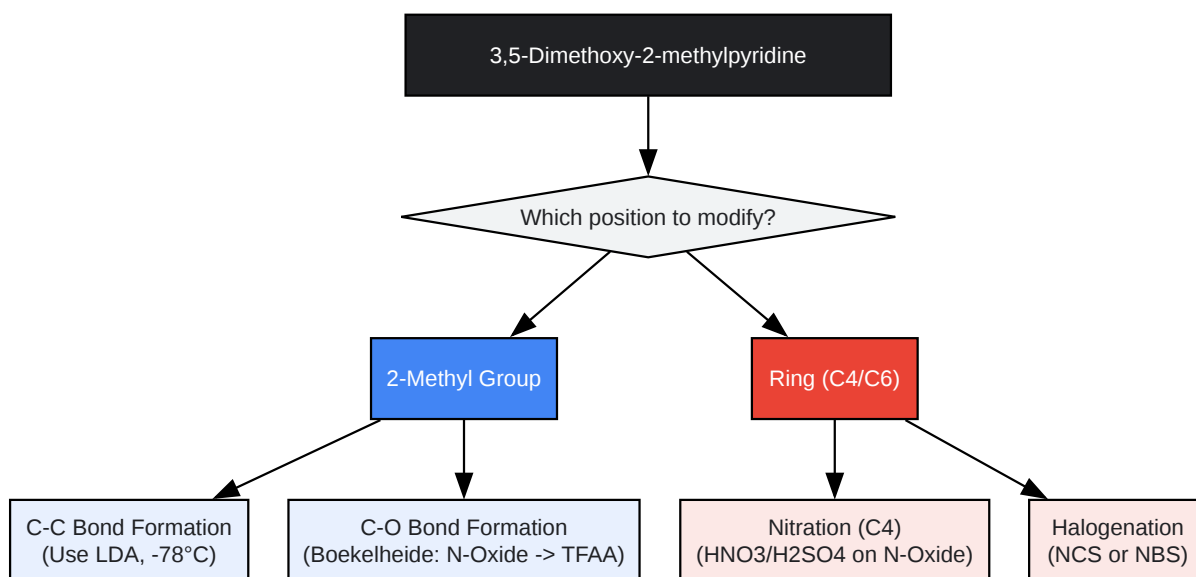 3,5-Dimethoxy-2-methylpyridine
Which position to modify?
2-Methyl Group
Ring (C4/C6)
C-C Bond Formation
(Use LDA, -78°C)
C-O Bond Formation
(Boekelheide: N-Oxide -> TFAA)
Nitration (C4)
(HNO3/H2SO4 on N-Oxide)
Halogenation
(NCS or NBS)